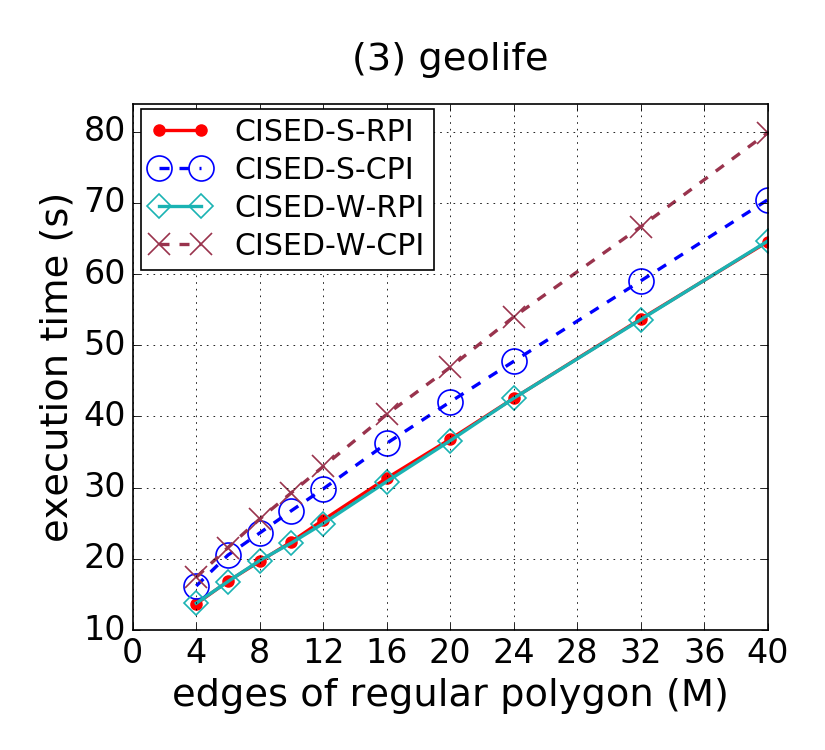 (3) geolife
CISED-S-RPI
CISED-S-CPI
CISED-W-RPI
CISED-W-CPI
execution time (s)
80
70
60
50
40
30
20
10
0 4 8 12 16 20 24 28 32 36 40
edges of regular polygon (M)